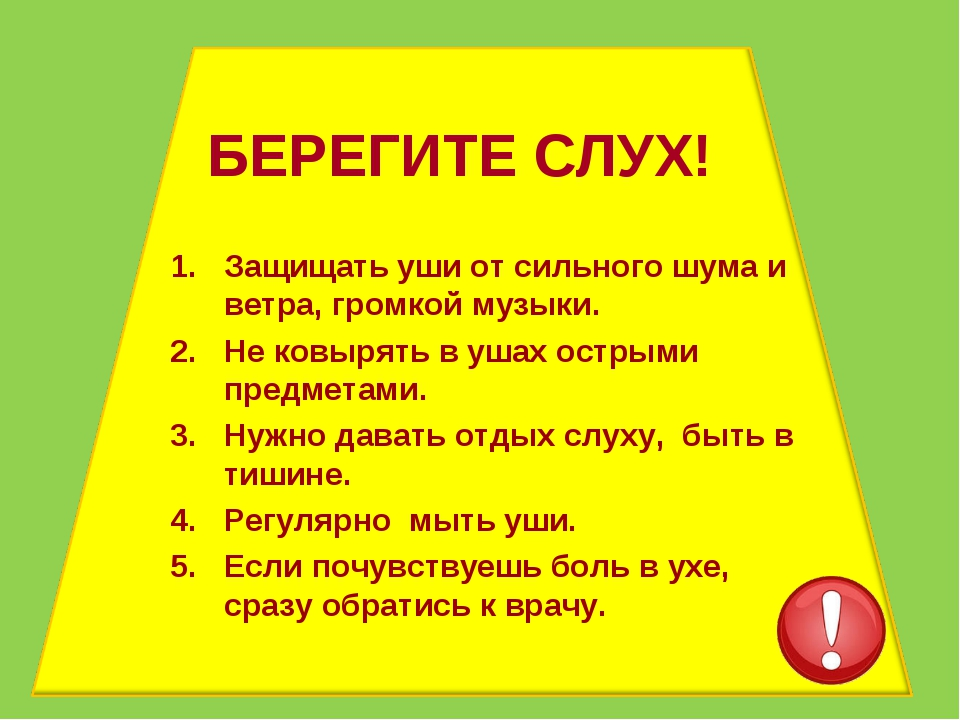 БЕРЕГИТЕ СЛУХ!
1. Защищать уши от сильного шума и
ветра, громкой музыки.
2. Не ковырять в ушах острыми
предметами.
3. Нужно давать отдых слуху, быть в
тишине.
4. Регулярно мыть уши.
5. Если почувствуешь боль в ухе,
сразу обратись к врачу.
!